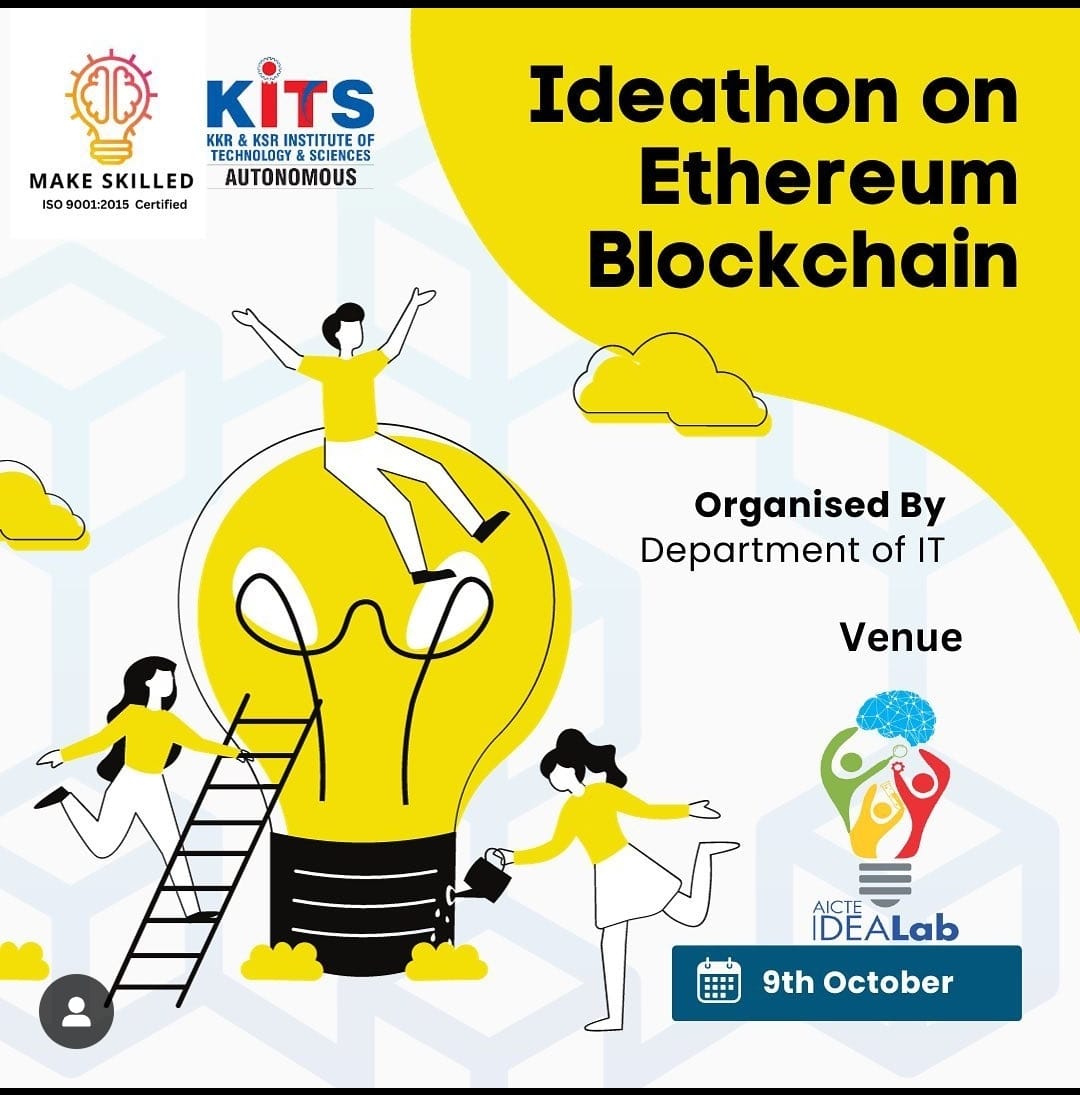 MAKE SKILLED
ISO 9001:2015 Certified
KITS
KKR & KSR INSTITUTE OF
TECHNOLOGY & SCIENCES
AUTONOMOUS
Ideathon on
Ethereum
Blockchain
Organised By
Department of IT
Venue
AICTE
IDEALab
9th October